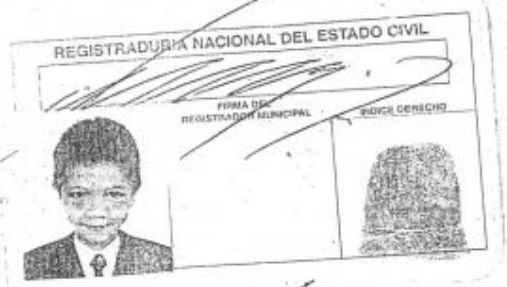 REGISTRADURIA NACIONAL DEL ESTADO CIVIL
FIRMA DEL
REGISTRADOR MUNICIPAL
INDICE DERECHO